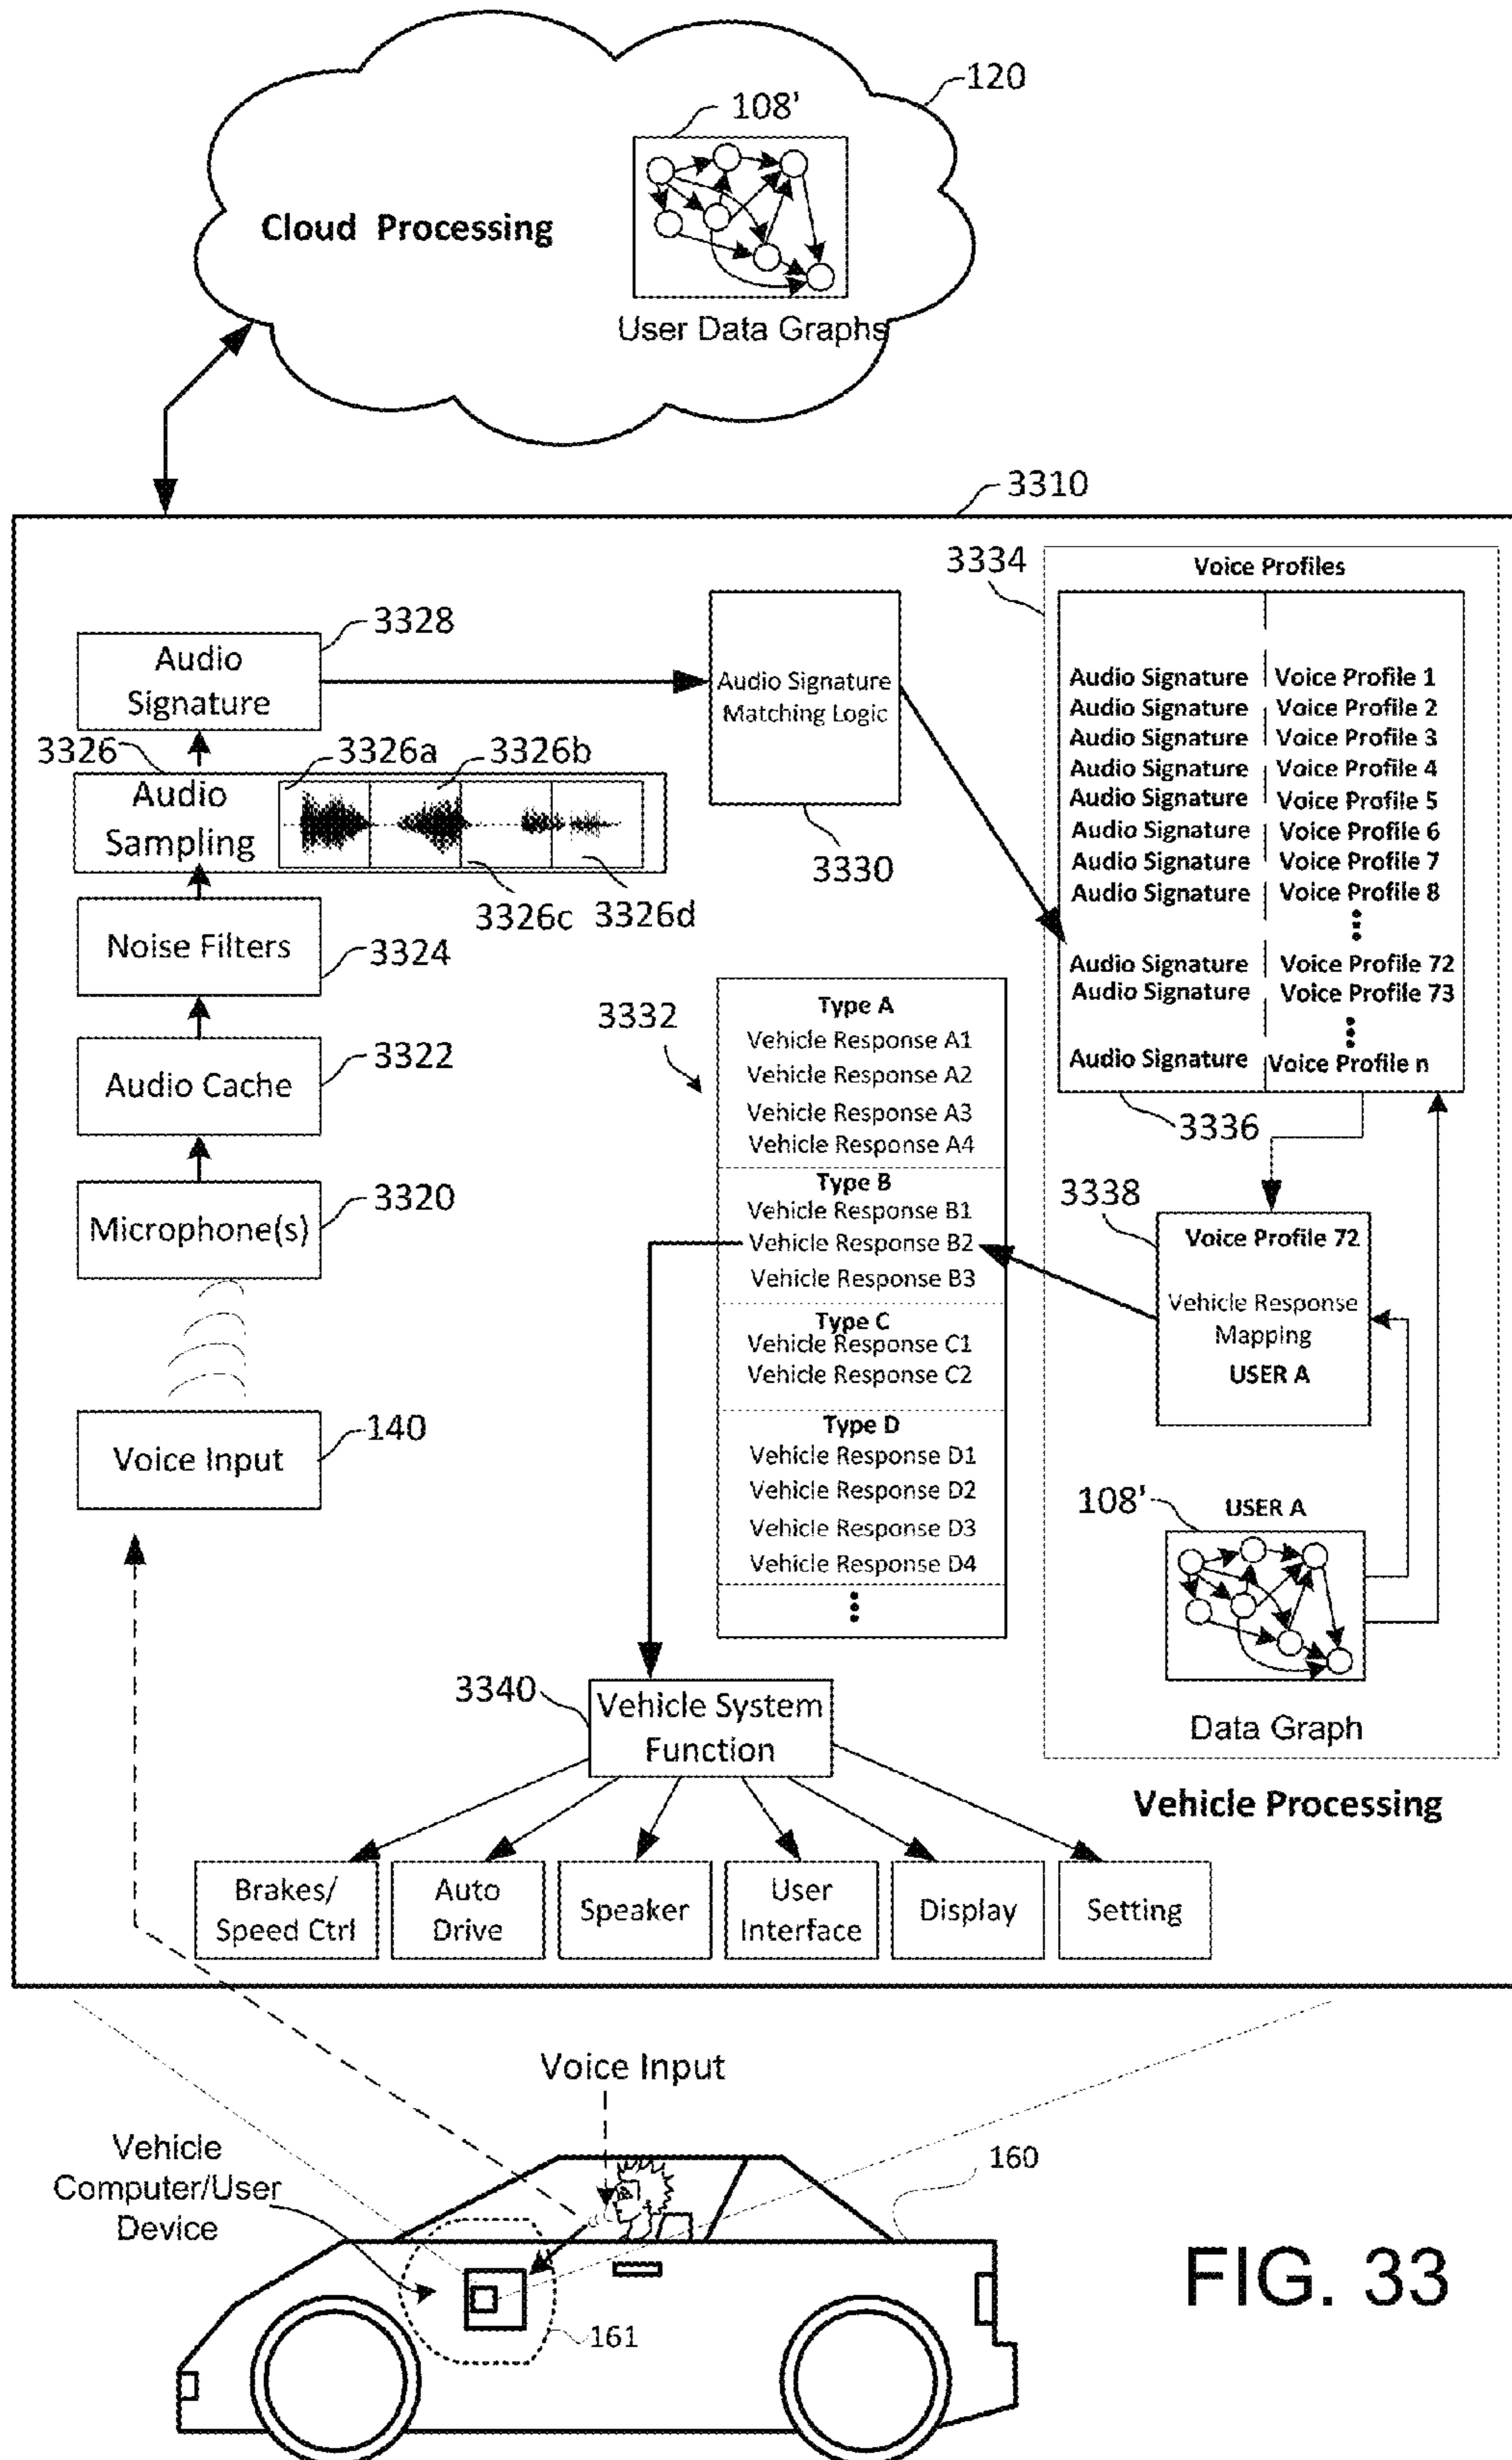 120
108'
Cloud Processing
User Data Graphs
3310
3334
Voice Profiles
3328
Audio
Signature
Audio Signature
Matching Logic
3330
Audio Signature Voice Profile 1
Audio Signature Voice Profile 2
Audio Signature Voice Profile 3
Audio Signature Voice Profile 4
Audio Signature Voice Profile 5
Audio Signature Voice Profile 6
Audio Signature Voice Profile 7
Audio Signature Voice Profile 8
Audio Signature Voice Profile 72
Audio Signature Voice Profile 73
Audio Signature Voice Profile n
3336
3326
3326a
3326b
Audio
Sampling
3326c
3326d
Noise Filters
3324
Audio Cache
3322
Microphone(s)
3320
Voice Input
140
3332
Type A
Vehicle Response A1
Vehicle Response A2
Vehicle Response A3
Vehicle Response A4
Type B
Vehicle Response B1
Vehicle Response B2
Vehicle Response B3
Type C
Vehicle Response C1
Vehicle Response C2
Type D
Vehicle Response D1
Vehicle Response D2
Vehicle Response D3
Vehicle Response D4
3338
Voice Profile 72
Vehicle Response
Mapping
USER A
108'
USER A
Data Graph
3340
Vehicle System
Function
Vehicle Processing
Brakes/
Speed Ctrl
Auto
Drive
Speaker
User
Interface
Display
Setting
Voice Input
Vehicle
Computer/User
Device
160
161
FIG. 33